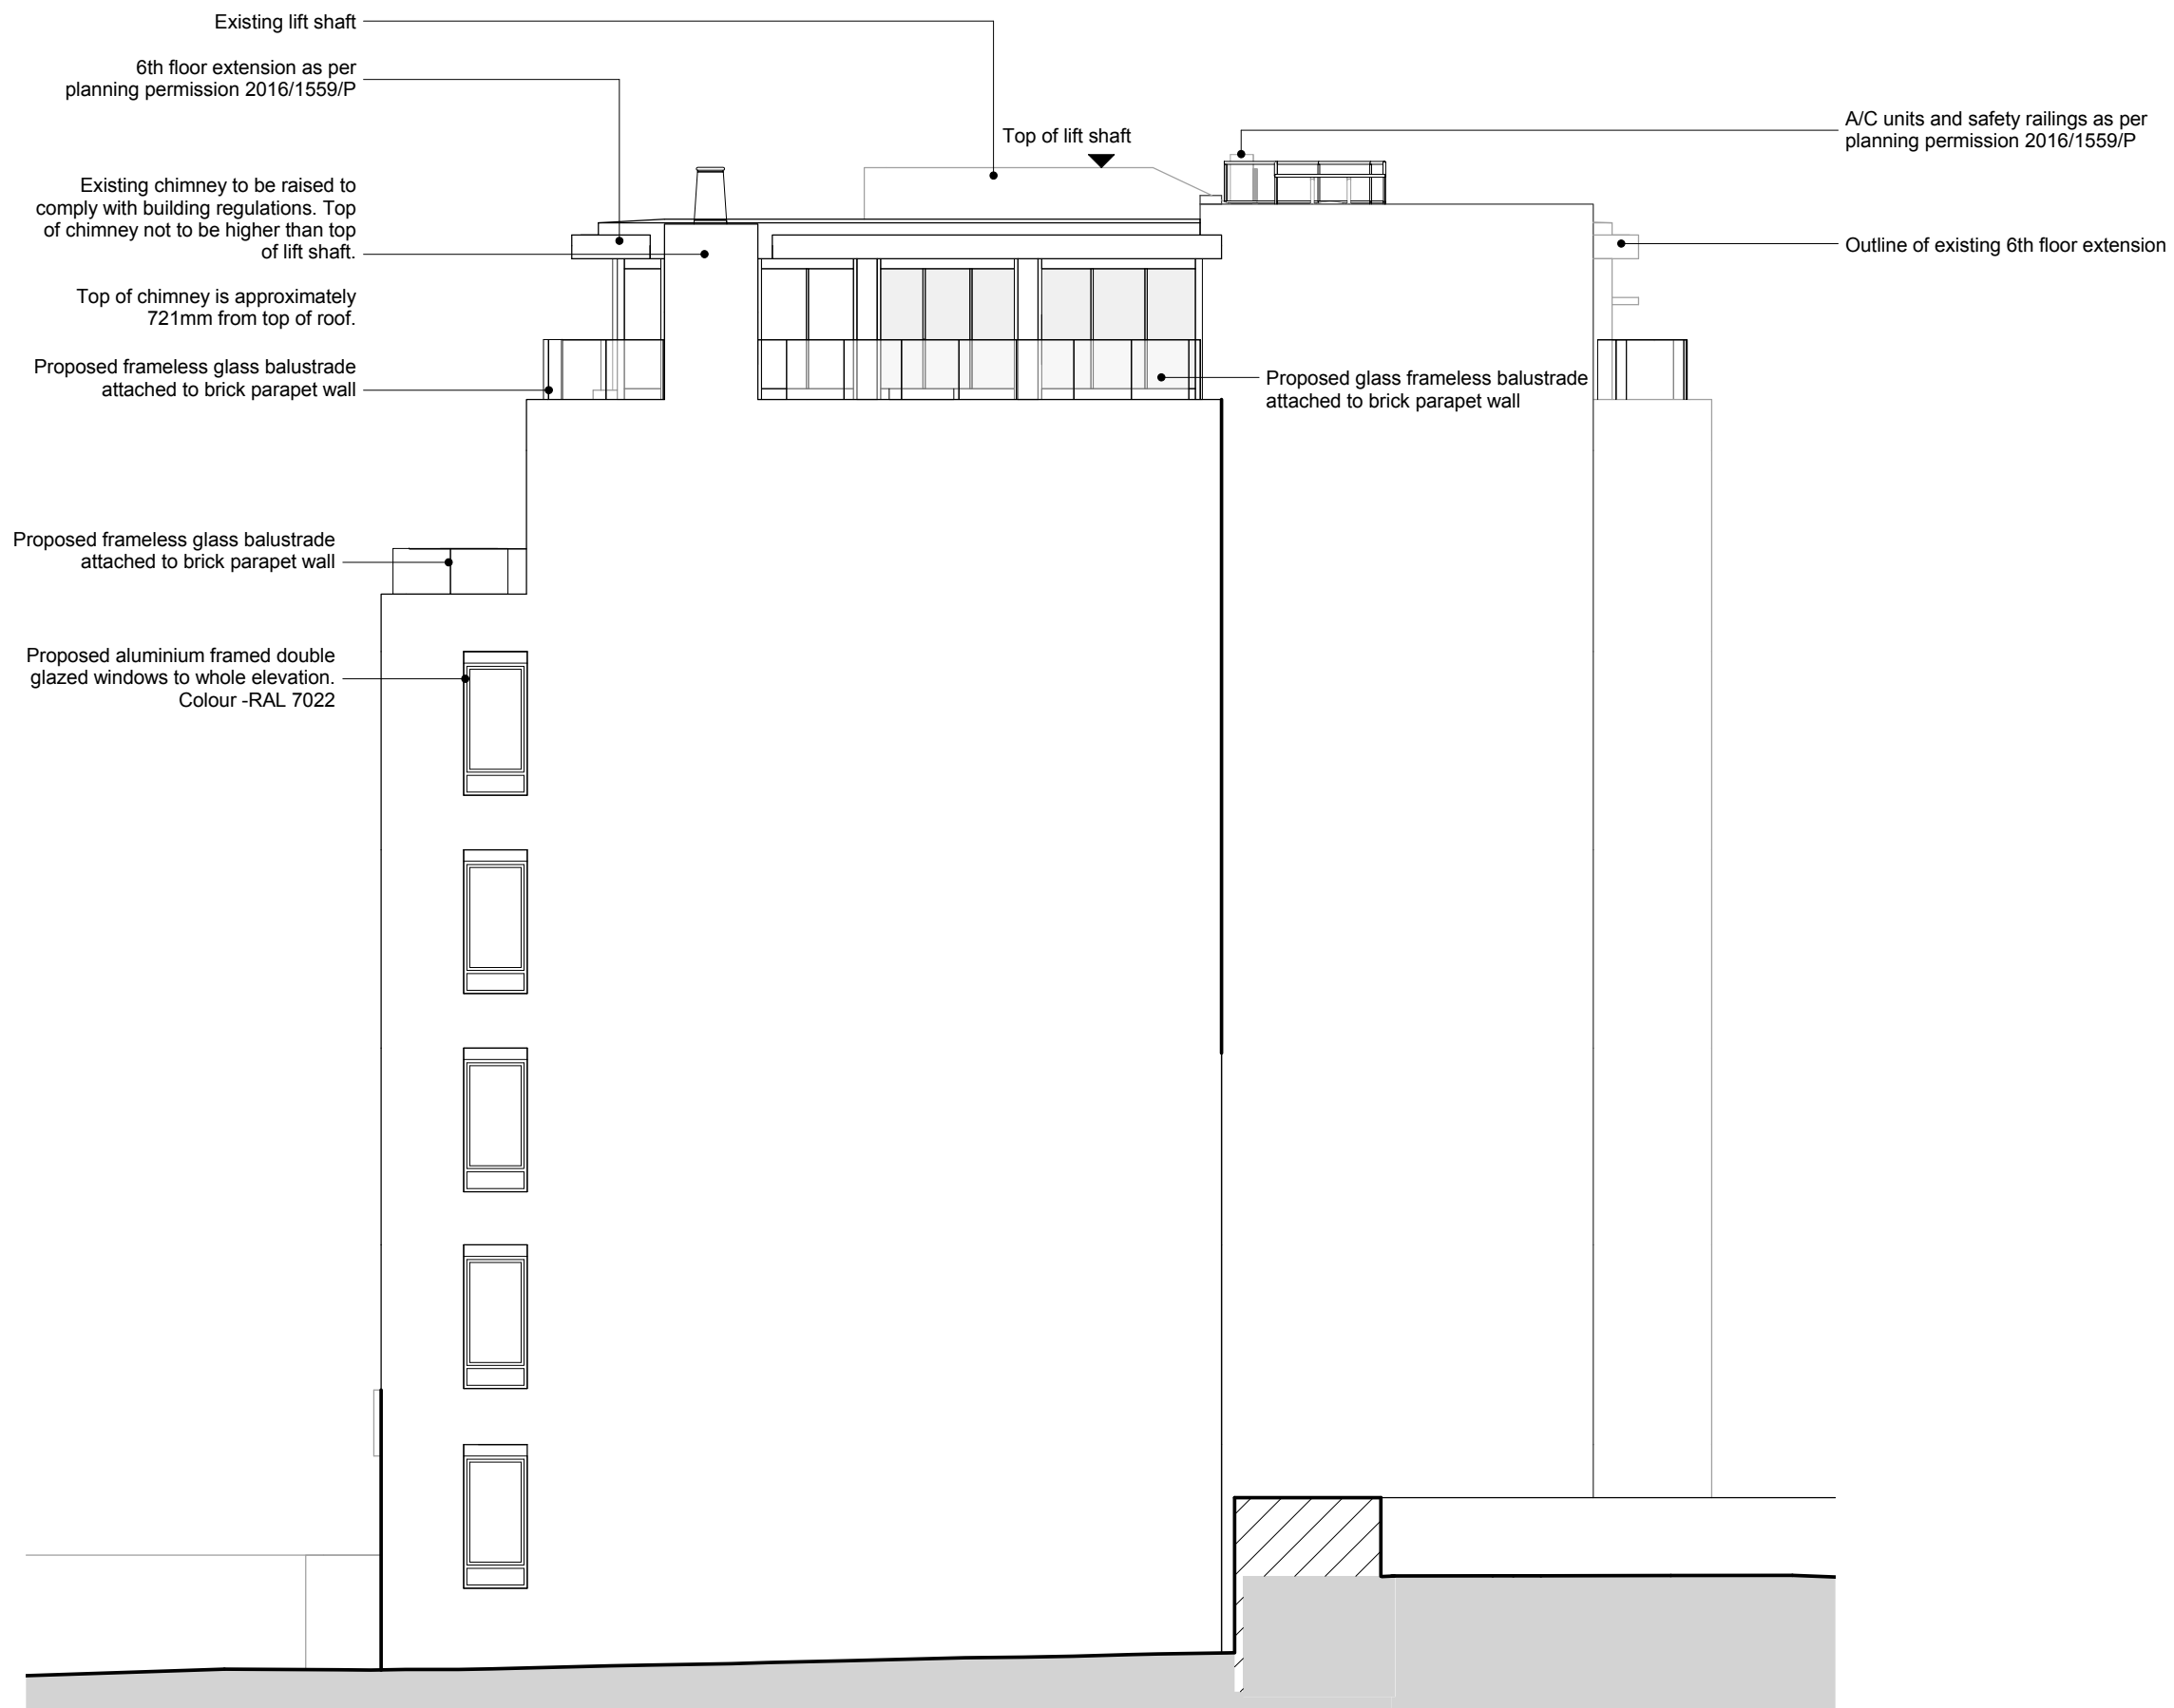 Existing lift shaft
6th floor extension as per
planning permission 2016/1559/P
Top of lift shaft
A/C units and safety railings as per
planning permission 2016/1559/P
Existing chimney to be raised to
comply with building regulations. Top
of chimney not to be higher than top
of lift shaft.
Outline of existing 6th floor extension
Top of chimney is approximately
721mm from top of roof.
Proposed frameless glass balustrade
attached to brick parapet wall
Proposed glass frameless balustrade
attached to brick parapet wall
Proposed frameless glass balustrade
attached to brick parapet wall
Proposed aluminium framed double
glazed windows to whole elevation.
Colour -RAL 7022